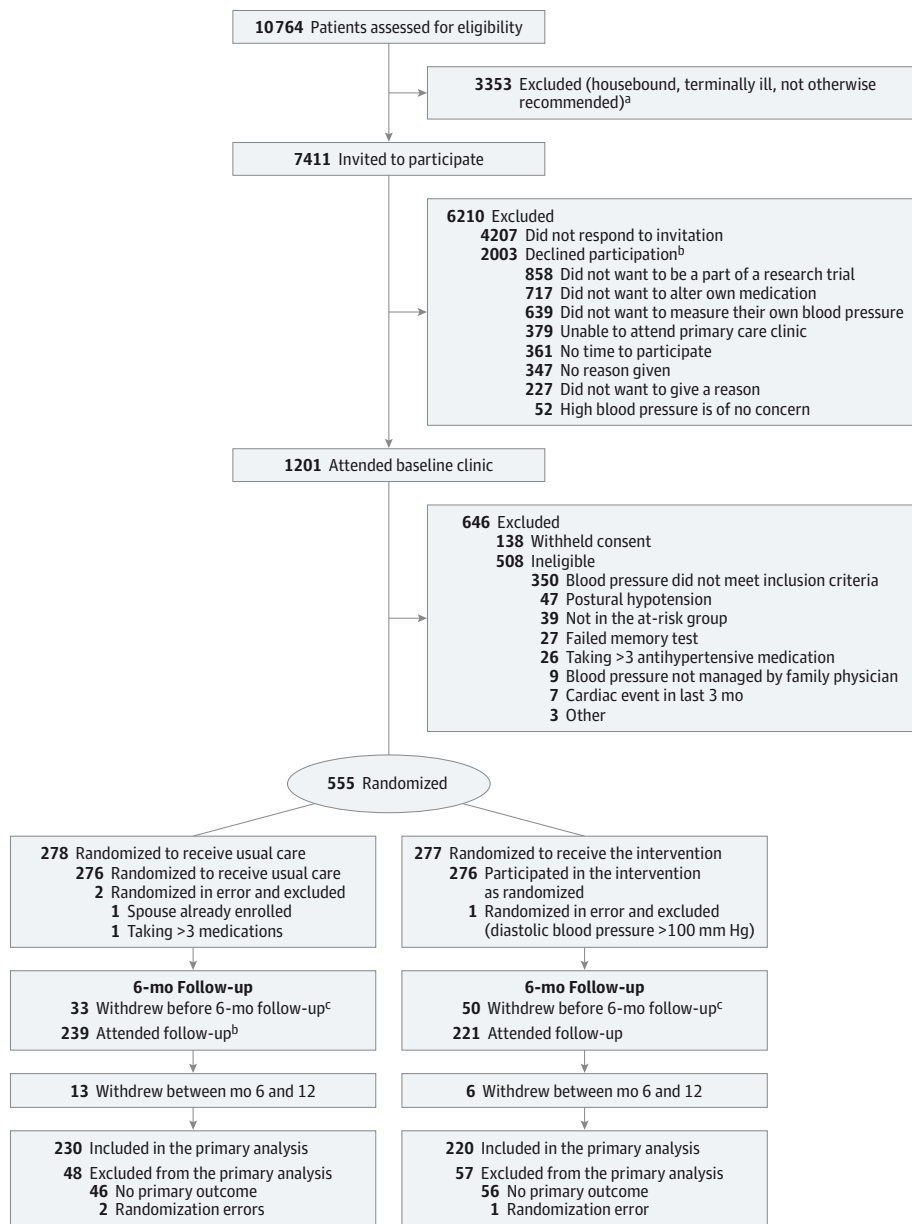 10764 Patients assessed for eligibility
3353 Excluded (housebound, terminally ill, not otherwise
recommended)a
7411 Invited to participate
6210 Excluded
4207 Did not respond to invitation
2003 Declined participationb
858 Did not want to be a part of a research trial
717 Did not want to alter own medication
639 Did not want to measure their own blood pressure
379 Unable to attend primary care clinic
361 No time to participate
347 No reason given
227 Did not want to give a reason
52 High blood pressure is of no concern
1201 Attended baseline clinic
646 Excluded
138 Withheld consent
508 Ineligible
350 Blood pressure did not meet inclusion criteria
47 Postural hypotension
39 Not in the at-risk group
27 Failed memory test
26 Taking >3 antihypertensive medication
9 Blood pressure not managed by family physician
7 Cardiac event in last 3 mo
3 Other
555 Randomized
278 Randomized to receive usual care
276 Randomized to receive usual care
2 Randomized in error and excluded
1 Spouse already enrolled
1 Taking >3 medications
277 Randomized to receive the intervention
276 Participated in the intervention
as randomized
1 Randomized in error and excluded
(diastolic blood pressure >100 mm Hg)
6-mo Follow-up
33 Withdrew before 6-mo follow-upc
239 Attended follow-upb
6-mo Follow-up
50 Withdrew before 6-mo follow-upc
221 Attended follow-up
13 Withdrew between mo 6 and 12
6 Withdrew between mo 6 and 12
230 Included in the primary analysis
48 Excluded from the primary analysis
46 No primary outcome
2 Randomization errors
220 Included in the primary analysis
57 Excluded from the primary analysis
56 No primary outcome
1 Randomization error